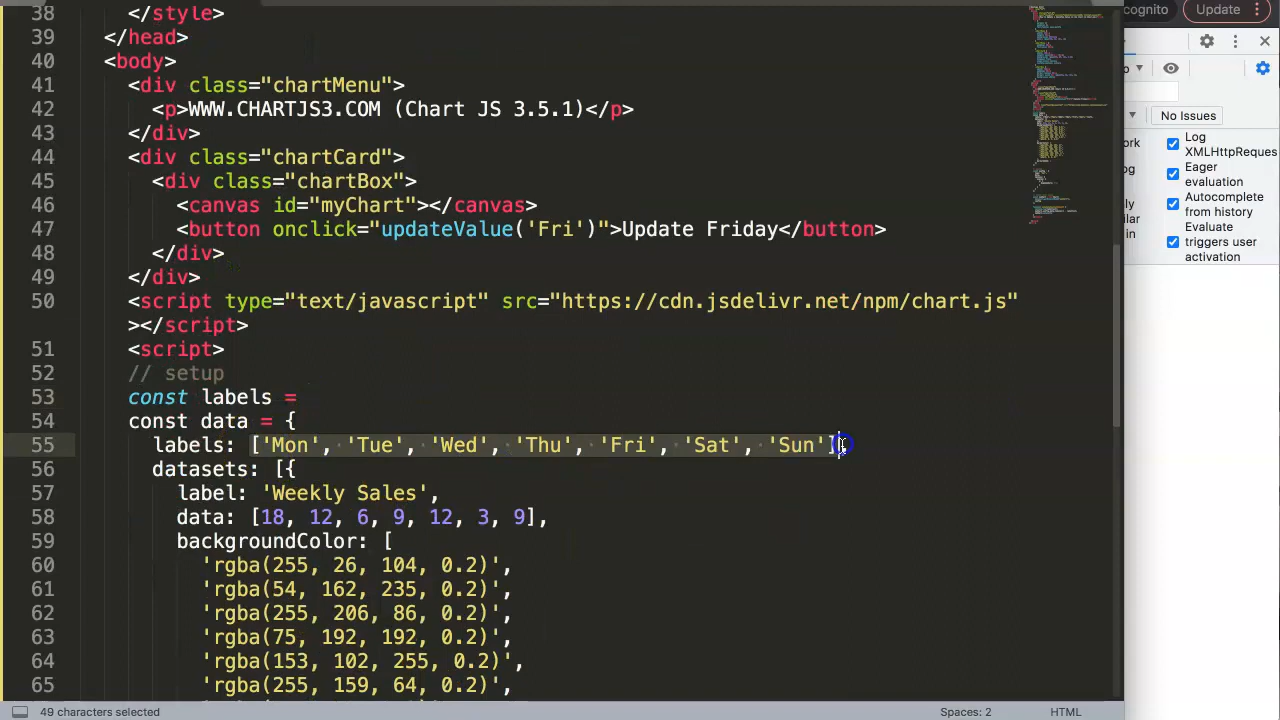 38 </style>
39 </head>
40 <body>
41 <div class="chartMenu">
42 <p>WWW.CHARTJS3.COM (Chart JS 3.5.1)</p>
43 </div>
44 <div class="chartCard">
45 <div class="chartBox">
46 <canvas id="myChart"></canvas>
47 <button onclick="updateValue('Fri')">Update Friday</button>
48 </div>
49 </div>
50 <script type="text/javascript" src="https://cdn.jsdelivr.net/npm/chart.js"
></script>
51 <script>
52 // setup
53 const labels =
54 const data = {
55 labels: ['Mon', 'Tue', 'Wed', 'Thu', 'Fri', 'Sat', 'Sun'],
56 datasets: [{
57 label: 'Weekly Sales',
58 data: [18, 12, 6, 9, 12, 3, 9],
59 backgroundColor: [
60 'rgba(255, 26, 104, 0.2)',
61 'rgba(54, 162, 235, 0.2)',
62 'rgba(255, 206, 86, 0.2)',
63 'rgba(75, 192, 192, 0.2)',
64 'rgba(153, 102, 255, 0.2)',
65 'rgba(255, 159, 64, 0.2)',
49 characters selected
Spaces: 2
HTML
cognito
Update
No Issues
Log
XMLHttpReques
Eager
evaluation
Autocomplete
from history
Evaluate
triggers user
activation